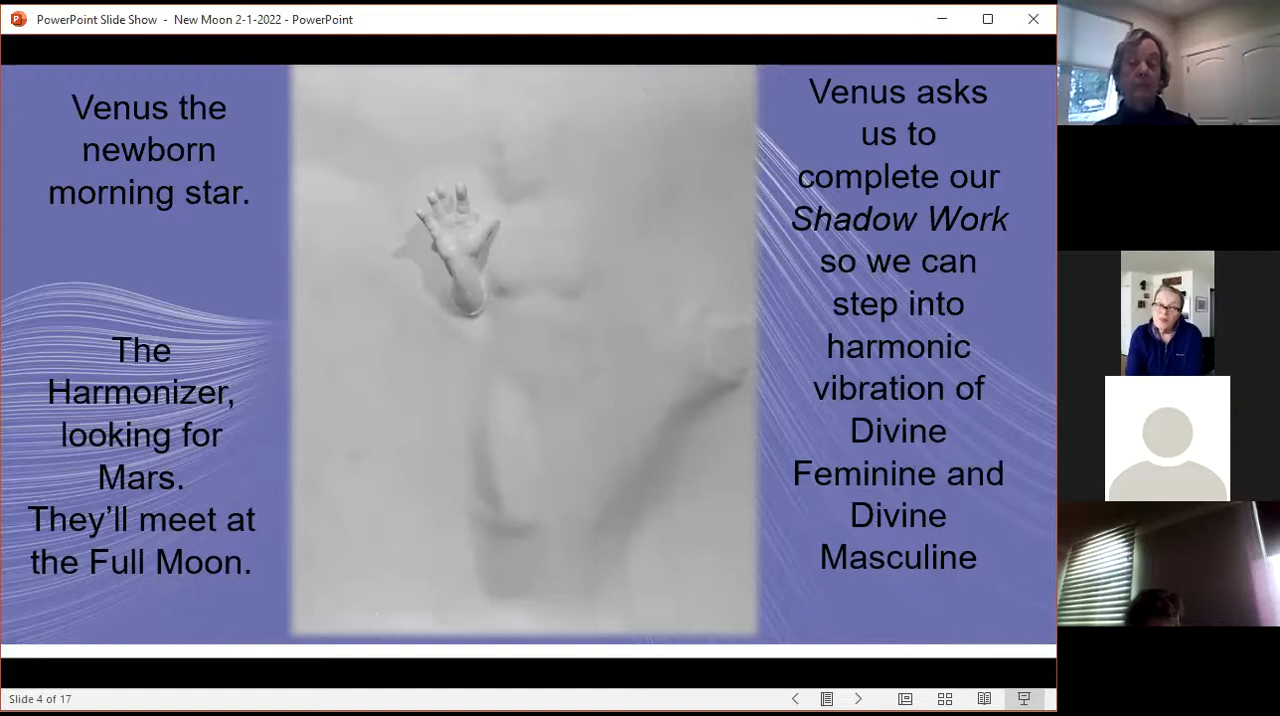 PowerPoint Slide Show - New Moon 2-1-2022 - PowerPoint
Venus the
newborn
morning star.
The
Harmonizer,
looking for
Mars.
They'll meet at
the Full Moon.
Venus asks
us to
complete our
Shadow Work
so we can
step into
harmonic
vibration of
Divine
Feminine and
Divine
Masculine
Slide 4 of 17